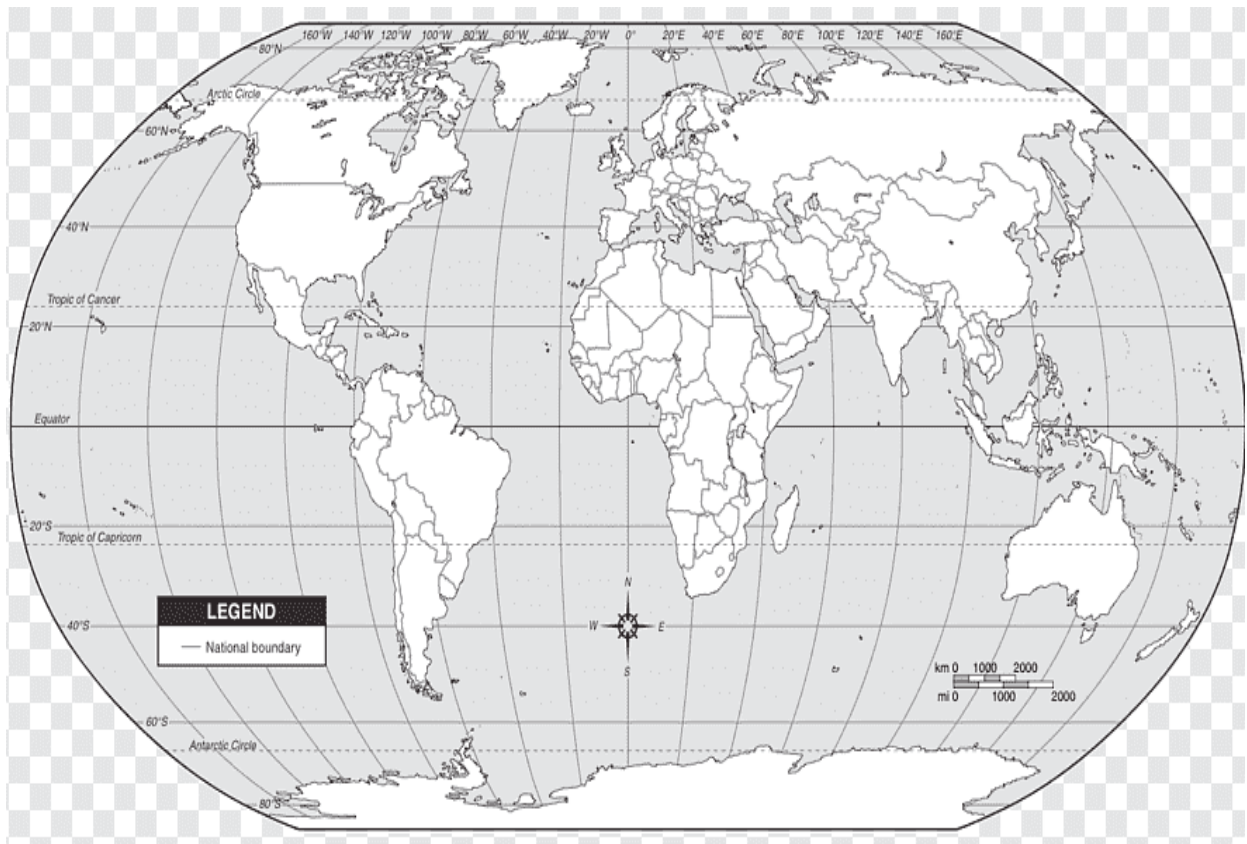 160°W 140°W 120°W 100°W 80°W 60°W 40°W 20°W 0° 20°E 40°E 60°E 80°E 100°E 120°E 140°E 160°E
80°N
Arctic Circle
60°N
40°N
Tropic of Cancer
20°N
Equator
20°S
Tropic of Capricorn
N
W E
S
LEGEND
National boundary
40°S
km 0 1000 2000
mi 0 1000 2000
60°S
Antarctic Circle
80°S